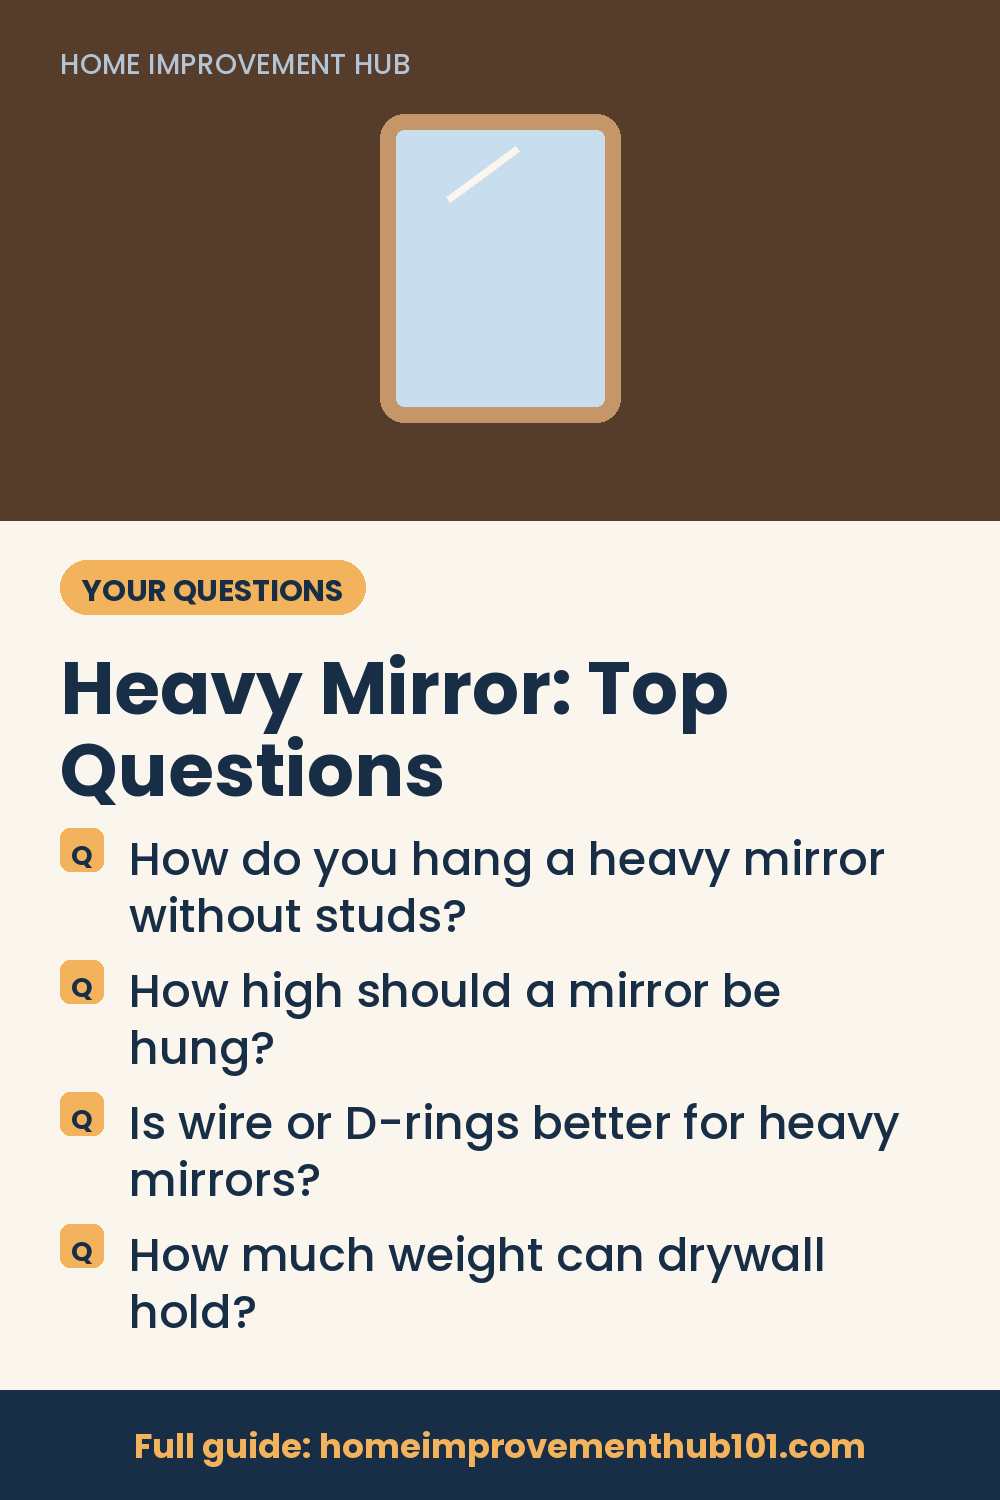 HOME IMPROVEMENT HUB
YOUR QUESTIONS
Heavy Mirror: Top
Questions
Q How do you hang a heavy mirror
without studs?
Q How high should a mirror be
hung?
Q Is wire or D-rings better for heavy
mirrors?
Q How much weight can drywall
hold?
Full guide: homeimprovementhub101.com